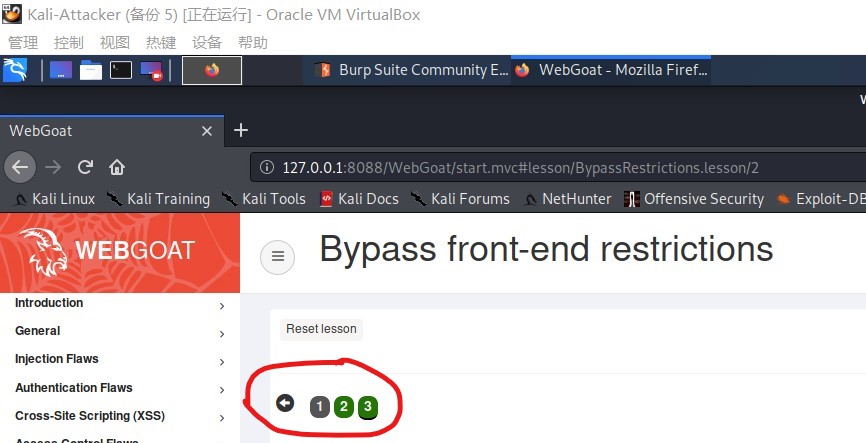 Kali-Attacker (备份 5) [正在运行] - Oracle VM VirtualBox
管理 控制 视图 热键 设备 帮助
Burp Suite Community E... WebGoat - Mozilla Firef...
WebGoat
127.0.0.1:8088/WebGoat/start.mvc#lesson/BypassRestrictions.lesson/2
Kali Linux Kali Training Kali Tools Kali Docs Kali Forums NetHunter Offensive Security Exploit-DB
WEBGOAT
Bypass front-end restrictions
Introduction
General
Injection Flaws
Authentication Flaws
Cross-Site Scripting (XSS)
Reset lesson
1 2 3